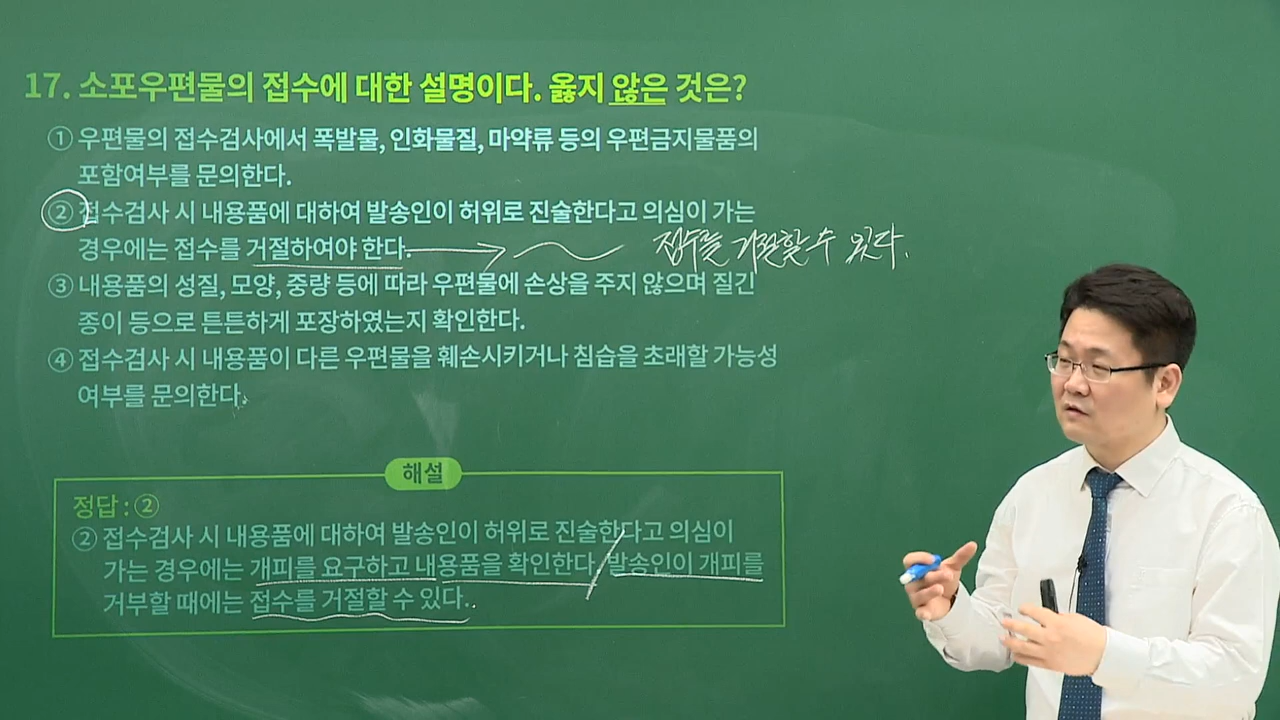 17. 소포우편물의 접수에 대한 설명이다. 옳지 않은 것은?
① 우편물의 접수검사에서 폭발물, 인화물질, 마약류 등의 우편금지물품의
포함여부를 문의한다.
② 접수검사 시 내용품에 대하여 발송인이 허위로 진술한다고 의심이 가는
경우에는 접수를 거절하여야 한다. 접수를 거절할 수 있다.
③ 내용품의 성질, 모양, 중량 등에 따라 우편물에 손상을 주지 않으며 질긴
종이 등으로 튼튼하게 포장하였는지 확인한다.
④ 접수검사 시 내용품이 다른 우편물을 훼손시키거나 침습을 초래할 가능성
여부를 문의한다.
해설
정답 : ②
② 접수검사 시 내용품에 대하여 발송인이 허위로 진술한다고 의심이
가는 경우에는 개피를 요구하고 내용품을 확인한다. 발송인이 개피를
거부할 때에는 접수를 거절할 수 있다.